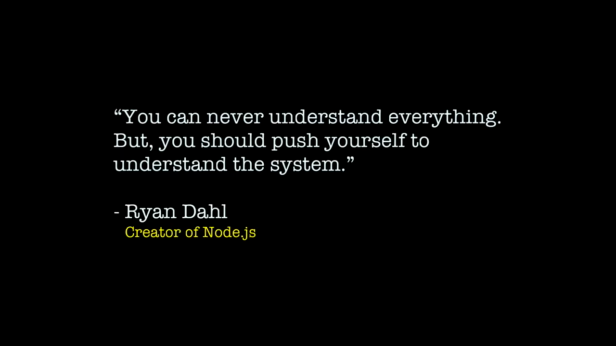 “You can never understand everything.
But, you should push yourself to
understand the system.”
- Ryan Dahl
Creator of Node.js